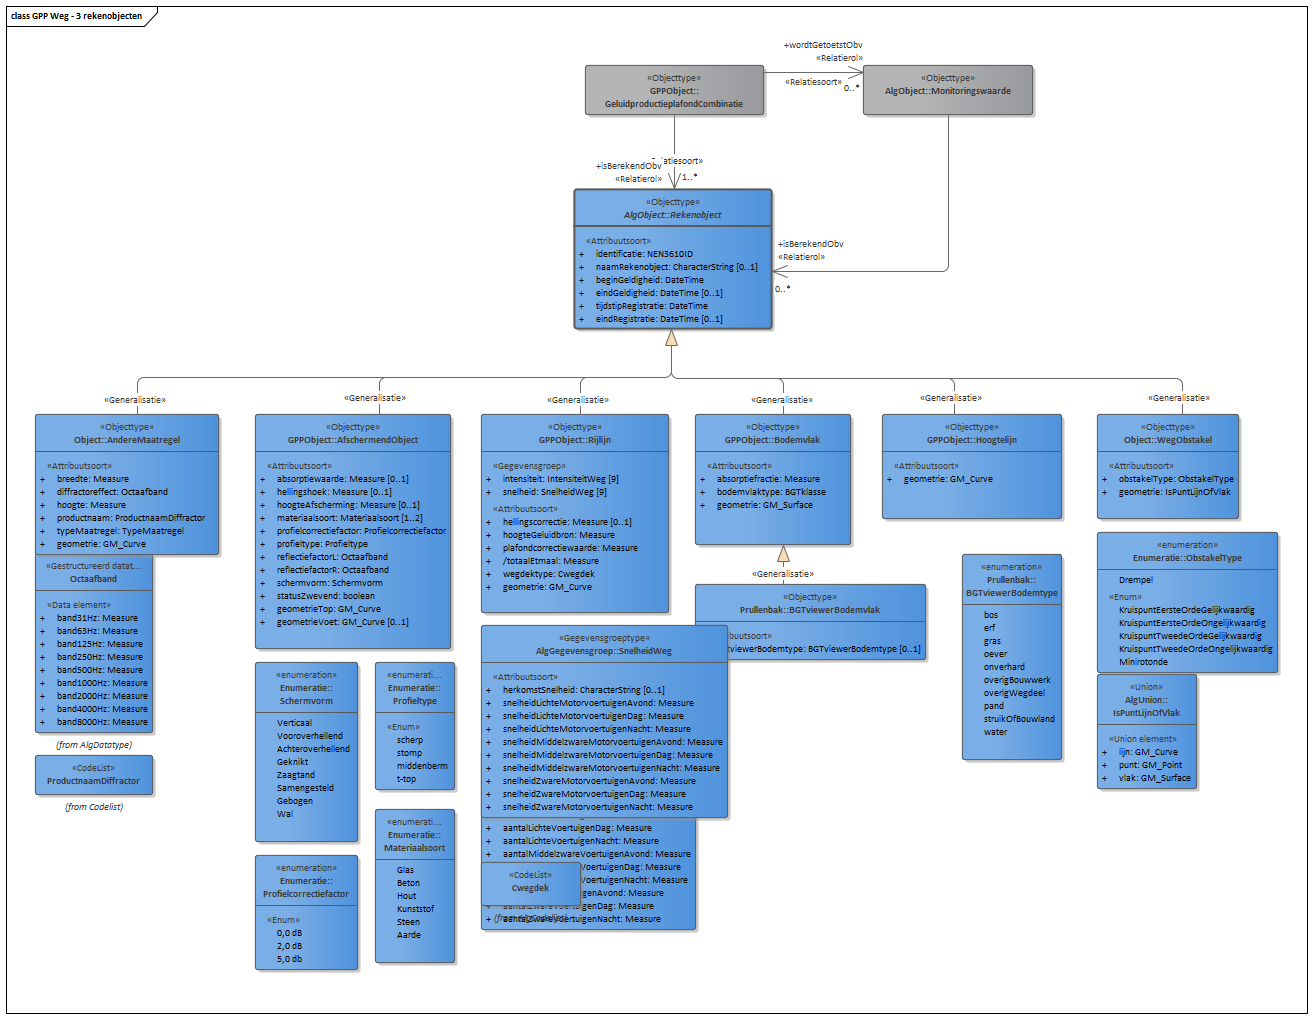 class GPP Weg - 3 rekenobjecten
+wordtGetoetstObv
«Relatierol»
«Relatiesoort»
0..*
«Objecttype»
GPPObject::
GeluidproductieplafondCombinatie
«Objecttype»
AlgObject::Monitoringswaarde
atiesoort»
+isBerekendObv
«Relatierol»
1..*
«Objecttype»
AlgObject::Rekenobject
«Attribuutsoort»
+ identificatie: NEN3610ID
+ naamRekenobject: CharacterString [0..1]
+ beginGeldigheid: DateTime
+ eindGeldigheid: DateTime [0..1]
+ tijdstipRegistratie: DateTime
+ eindRegistratie: DateTime [0..1]
+isBerekendObv
«Relatierol»
0..*
«Generalisatie»
«Generalisatie»
«Generalisatie»
«Generalisatie»
«Generalisatie»
«Generalisatie»
«Objecttype»
Object::AndereMaatregel
«Attribuutsoort»
+ breedte: Measure
+ diffractoreffect: Octaafband
+ hoogte: Measure
+ productnaam: ProductnaamDiffractor
+ typeMaatregel: TypeMaatregel
+ geometrie: GM_Curve
«Gestructureerd datat...
Octaafband
«Data element»
+ band31Hz: Measure
+ band63Hz: Measure
+ band125Hz: Measure
+ band250Hz: Measure
+ band500Hz: Measure
+ band1000Hz: Measure
+ band2000Hz: Measure
+ band4000Hz: Measure
+ band8000Hz: Measure
(from AlgDatatype)
«CodeList»
ProductnaamDiffractor
(from Codelist)
«Objecttype»
GPPObject::AfschermendObject
«Attribuutsoort»
+ absorptiewaarde: Measure [0..1]
+ hellingshoek: Measure [0..1]
+ hoogteAfscherming: Measure [0..1]
+ materiaalsoort: Materiaalsoort [1..2]
+ profielcorrectiefactor: Profielcorrectiefactor
+ profieltype: Profieltype
+ reflectiefactorL: Octaafband
+ reflectiefactorR: Octaafband
+ schermvorm: Schermvorm
+ statusZwevend: boolean
+ geometrieTop: GM_Curve
+ geometrieVoet: GM_Curve [0..1]
«enumeration»
Enumeratie::
Schermvorm
Verticaal
Vooroverhellend
Achteroverhellend
Geknikt
Zaagtand
Samengesteld
Gebogen
Wal
«enumeration»
Enumeratie::
Profielcorrectiefactor
«Enum»
0,0 dB
2,0 dB
5,0 db
«enumerati...
Enumeratie::
Profieltype
«Enum»
scherp
stomp
middenberm
t-top
«enumerati...
Enumeratie::
Materiaalsoort
Glas
Beton
Hout
Kunststof
Steen
Aarde
«Objecttype»
GPPObject::Rijlijn
«Gegevensgroep»
+ intensiteit: IntensiteitWeg [9]
+ snelheid: SnelheidWeg [9]
«Attribuutsoort»
+ hellingscorrectie: Measure [0..1]
+ hoogteGeluidbron: Measure
+ plafondcorrectiewaarde: Measure
+ /totaalEtmaal: Measure
+ wegdektype: Cwegdek
+ geometrie: GM_Curve
«Gegevensgroeptype»
AlgGegevensgroep::SnelheidWeg
«Attribuutsoort»
+ herkomstSnelheid: CharacterString [0..1]
+ snelheidLichteMotorvoertuigenAvond: Measure
+ snelheidLichteMotorvoertuigenDag: Measure
+ snelheidLichteMotorvoertuigenNacht: Measure
+ snelheidMiddelzwareMotorvoertuigenAvond: Measure
+ snelheidMiddelzwareMotorvoertuigenDag: Measure
+ snelheidMiddelzwareMotorvoertuigenNacht: Measure
+ snelheidZwareMotorvoertuigenAvond: Measure
+ snelheidZwareMotorvoertuigenDag: Measure
+ snelheidZwareMotorvoertuigenNacht: Measure
+ aantalLichteVoertuigenDag: Measure
+ aantalLichteVoertuigenNacht: Measure
+ aantalMiddelzwareVoertuigenAvond: Measure
VoertuigenDag: Measure
VoertuigenNacht: Measure
igenAvond: Measure
+ aantalZwareVoertuigenDag: Measure
+ aantalZwareVoertuigenNacht: Measure
«CodeList»
Cwegdek
«Objecttype»
GPPObject::Bodemvlak
«Attribuutsoort»
+ absorptiefractie: Measure
+ bodemvlaktype: BGTklasse
+ geometrie: GM_Surface
«Generalisatie»
«Objecttype»
Prullenbak::BGTviewerBodemvlak
buutsoort»
viewerBodemtype: BGTviewerBodemtype [0..1]
«Objecttype»
GPPObject::Hoogtelijn
«Attribuutsoort»
+ geometrie: GM_Curve
«enumeration»
Prullenbak::
BGTviewerBodemtype
bos
erf
gras
oever
onverhard
overigBouwwerk
overigWegdeel
pand
struikOfBouwland
water
«Objecttype»
Object::WegObstakel
«Attribuutsoort»
+ obstakelType: ObstakelType
+ geometrie: IsPuntLijnOfVlak
«enumeration»
Enumeratie::ObstakelType
Drempel
«Enum»
KruispuntEersteOrdeGelijkwaardig
KruispuntEersteOrdeOngelijkwaardig
KruispuntTweedeOrdeGelijkwaardig
KruispuntTweedeOrdeOngelijkwaardig
Minirotonde
«Union»
AlgUnion::
IsPuntLijnOfVlak
«Union element»
+ lijn: GM_Curve
+ punt: GM_Point
+ vlak: GM_Surface